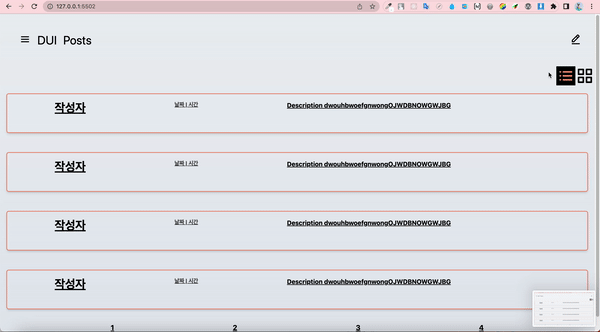 127.0.0.1:5502
DUI Posts
작성자 날짜 | 시간 Description dwouhbwoefgnwongOJWDBNOWGWJBG
작성자 날짜 | 시간 Description dwouhbwoefgnwongOJWDBNOWGWJBG
작성자 날짜 | 시간 Description dwouhbwoefgnwongOJWDBNOWGWJBG
작성자 날짜 | 시간 Description dwouhbwoefgnwongOJWDBNOWGWJBG
1 2 3 4